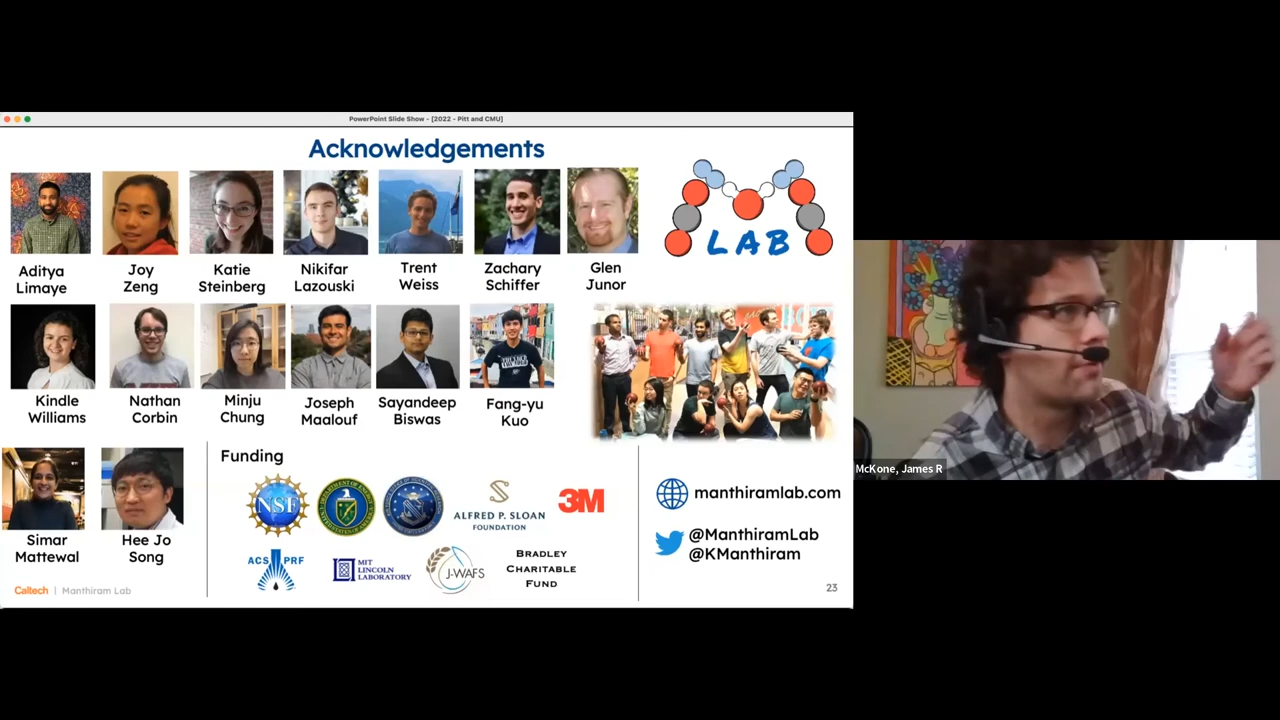 PowerPoint Slide Show - [2022 - Pitt and CMU]
Acknowledgements
LAB
Aditya
Limaye
Joy
Zeng
Katie
Steinberg
Nikifar
Lazouski
Trent
Weiss
Zachary
Schiffer
Glen
Junor
Kindle
Williams
Nathan
Corbin
Minju
Chung
Joseph
Maalouf
Sayandeep
Biswas
Fang-yu
Kuo
McKone, James R
Simar
Mattewal
Hee Jo
Song
Funding
NSF
ALFRED P. SLOAN
FOUNDATION
3M
ACS PRF
MIT
LINCOLN
LABORATORY
J-WAFS
BRADLEY
CHARITABLE
FUND
manthiramlab.com
@ManthiramLab
@KManthiram
Caltech | Manthiram Lab
23